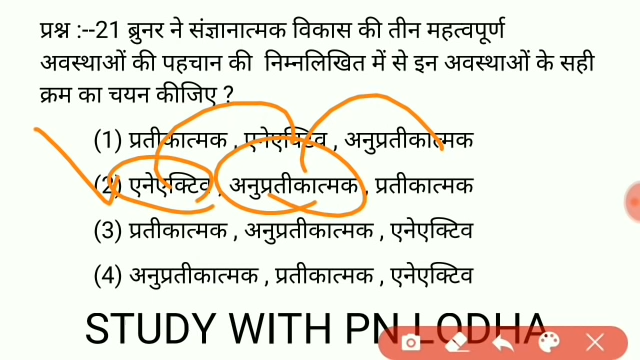 प्रश्न :--21 ब्रुनर ने संज्ञानात्मक विकास की तीन महत्वपूर्ण
अवस्थाओं की पहचान की निम्नलिखित में से इन अवस्थाओं के सही
क्रम का चयन कीजिए ?
(1) प्रतीकात्मक , एनेएक्टिव , अनुप्रतीकात्मक
(2) एनेएक्टिव , अनुप्रतीकात्मक , प्रतीकात्मक
(3) प्रतीकात्मक , अनुप्रतीकात्मक , एनेएक्टिव
(4) अनुप्रतीकात्मक , प्रतीकात्मक , एनेएक्टिव
STUDY WITH PN LODHA